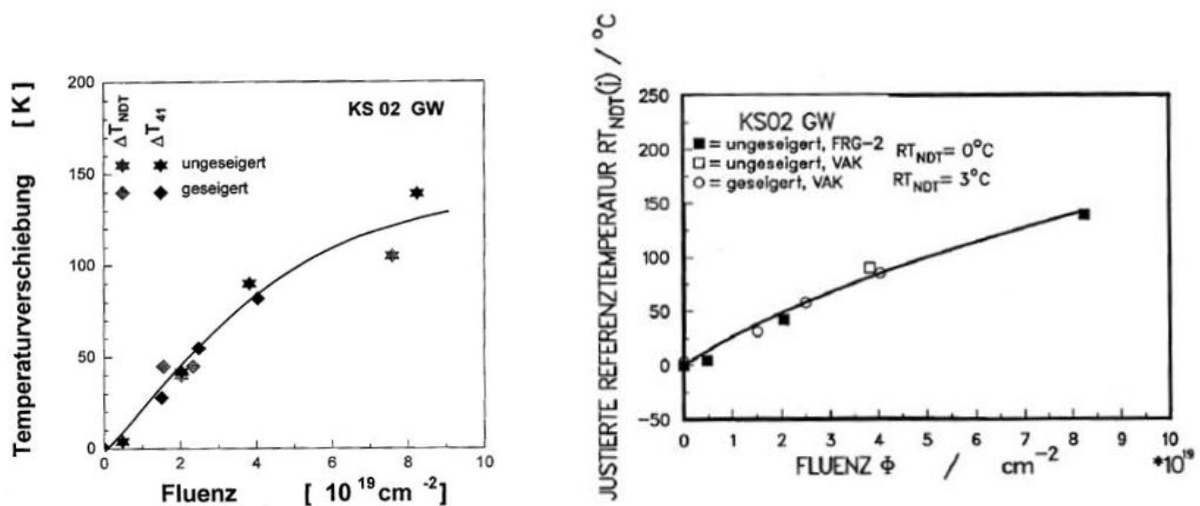 Temperaturverschiebung [K]
200
150
100
50
0
ΔT_NDT
ΔT_41
KS 02 GW
ungeseigert
geseigert
0 2 4 6 8 10
Fluenz [ 10^19 cm^-2 ]
JUSTIERTE REFERENZTEMPERATUR RT_NDT(j) / °C
250
200
150
100
50
0
−50
KS02 GW
■ = ungeseigert, FRG-2 RT_NDT = 0°C
□ = ungeseigert, VAK
○ = geseigert, VAK RT_NDT = 3°C
0 1 2 3 4 5 6 7 8 9 10
FLUENZ Φ / cm^-2 *10^19